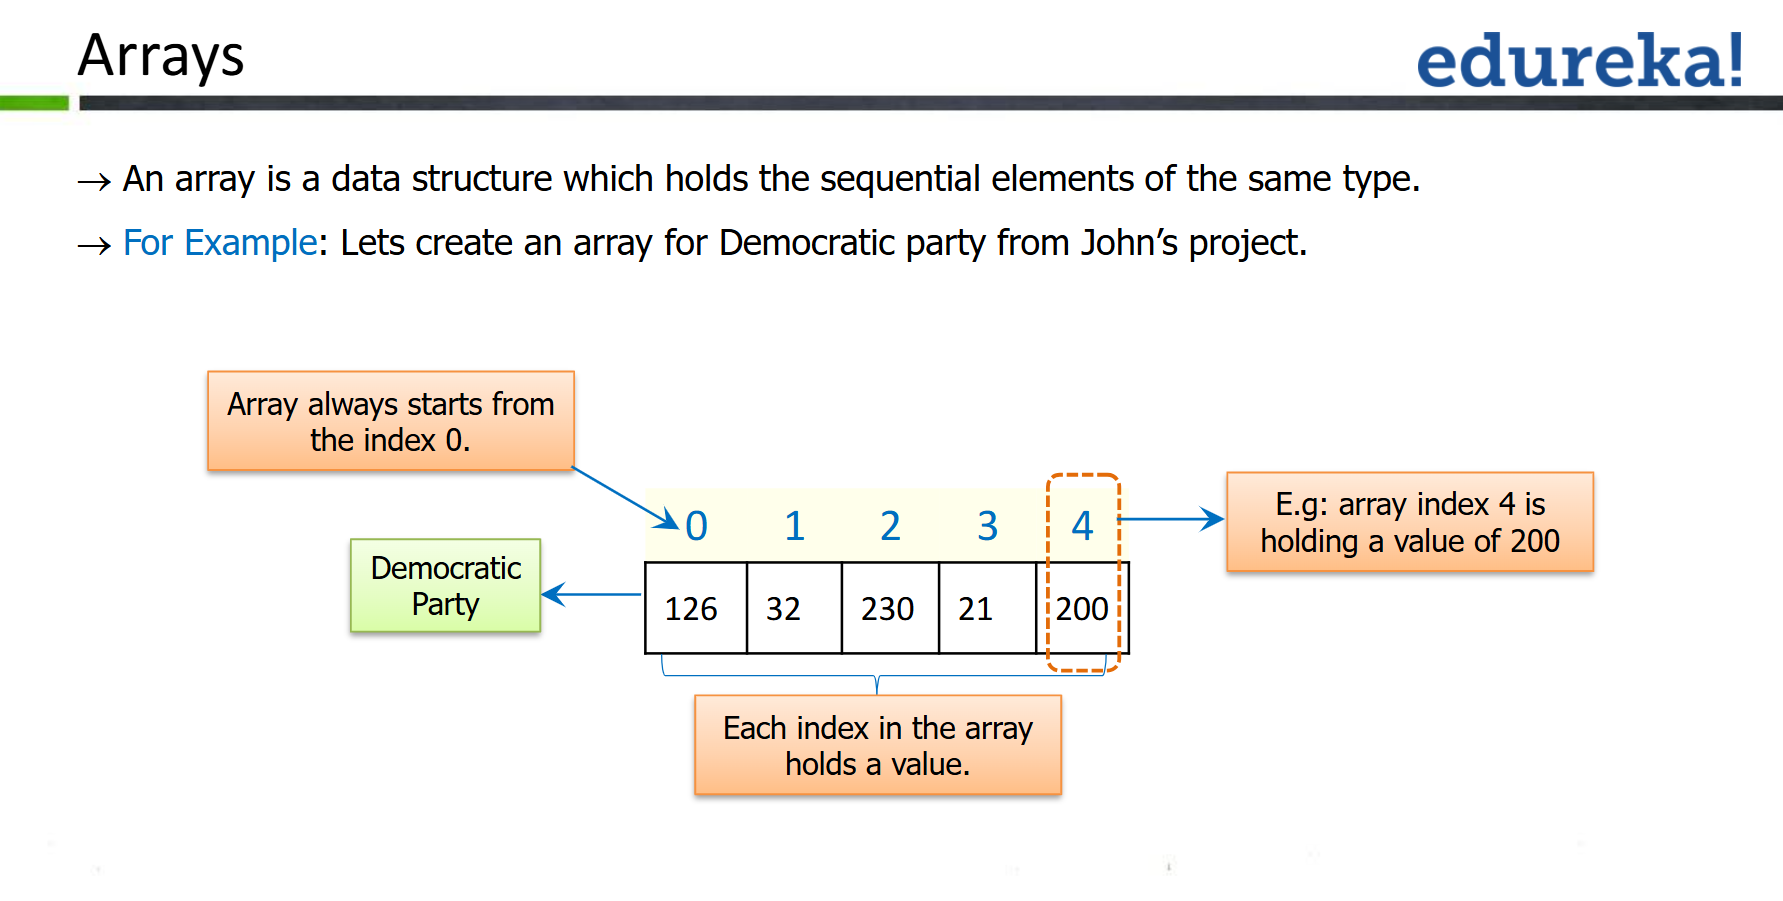 Arrays
edureka!
→ An array is a data structure which holds the sequential elements of the same type.
→ For Example: Lets create an array for Democratic party from John’s project.
Array always starts from
the index 0.
0 1 2 3 4
E.g: array index 4 is
holding a value of 200
Democratic
Party
126 32 230 21 200
Each index in the array
holds a value.